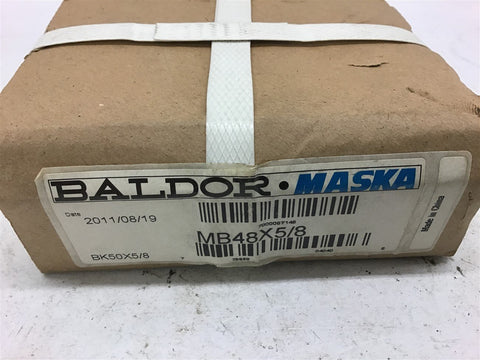 BALDOR · MASKA
Date 2011/08/19
MB48X5/8
BK50X5/8
Made in China